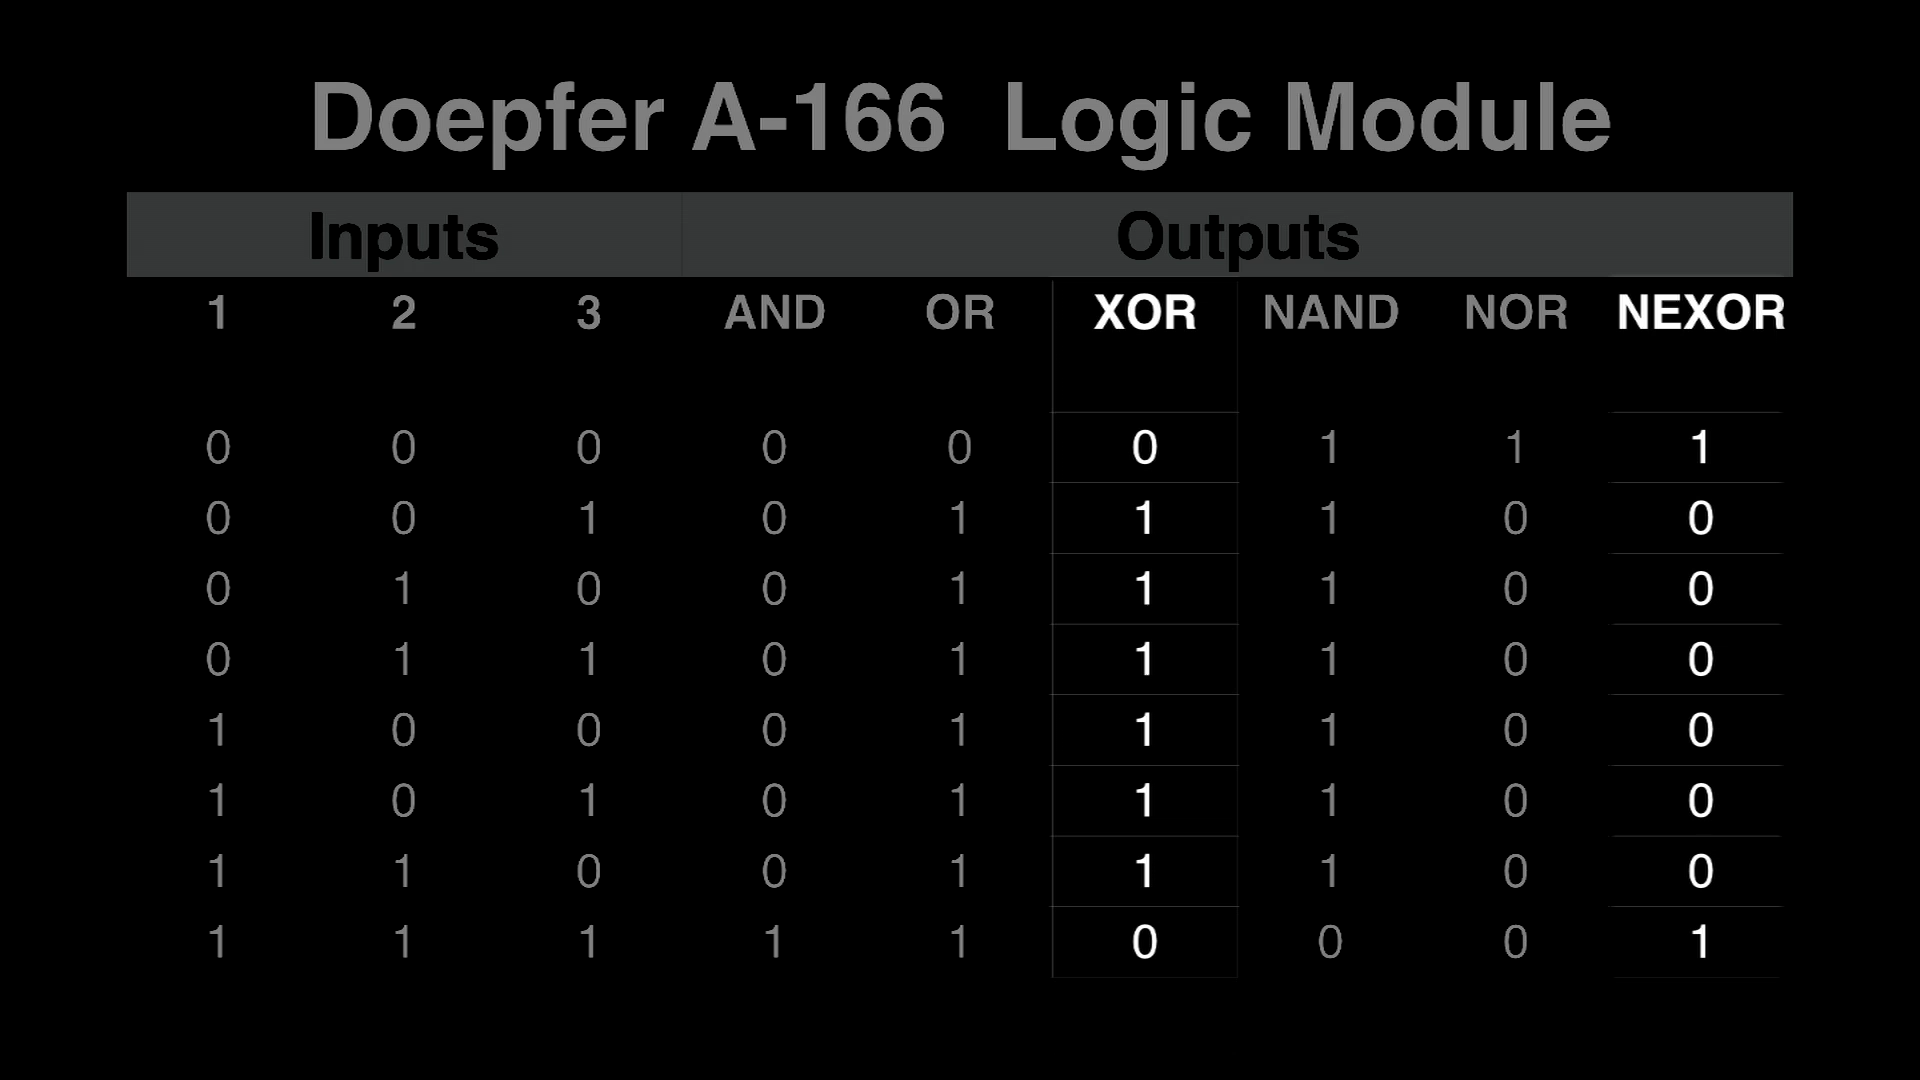 Doepfer A-166 Logic Module
Inputs Outputs
1 2 3 AND OR XOR NAND NOR NEXOR
0 0 0 0 0 0 1 1 1
0 0 1 0 1 1 1 0 0
0 1 0 0 1 1 1 0 0
0 1 1 0 1 1 1 0 0
1 0 0 0 1 1 1 0 0
1 0 1 0 1 1 1 0 0
1 1 0 0 1 1 1 0 0
1 1 1 1 1 0 0 0 1